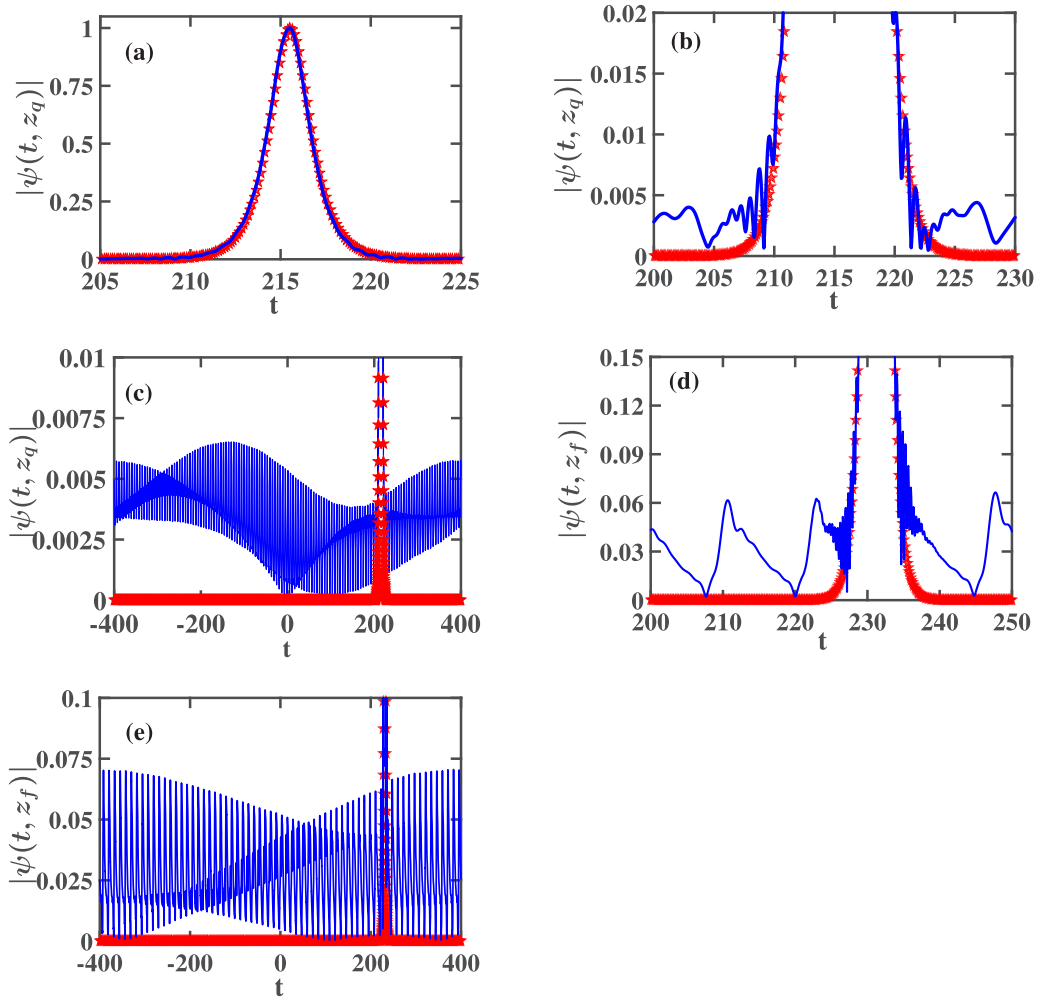 (a)
|ψ(t, z_q)|
1
0.75
0.5
0.25
0
205 210 215 220 225
t
(b)
|ψ(t, z_q)|
0.02
0.015
0.01
0.005
0
200 205 210 215 220 225 230
t
(c)
|ψ(t, z_q)|
0.01
0.0075
0.005
0.0025
0
-400 -200 0 200 400
t
(d)
|ψ(t, z_f)|
0.15
0.12
0.09
0.06
0.03
0
200 210 220 230 240 250
t
(e)
|ψ(t, z_f)|
0.1
0.075
0.05
0.025
0
-400 -200 0 200 400
t